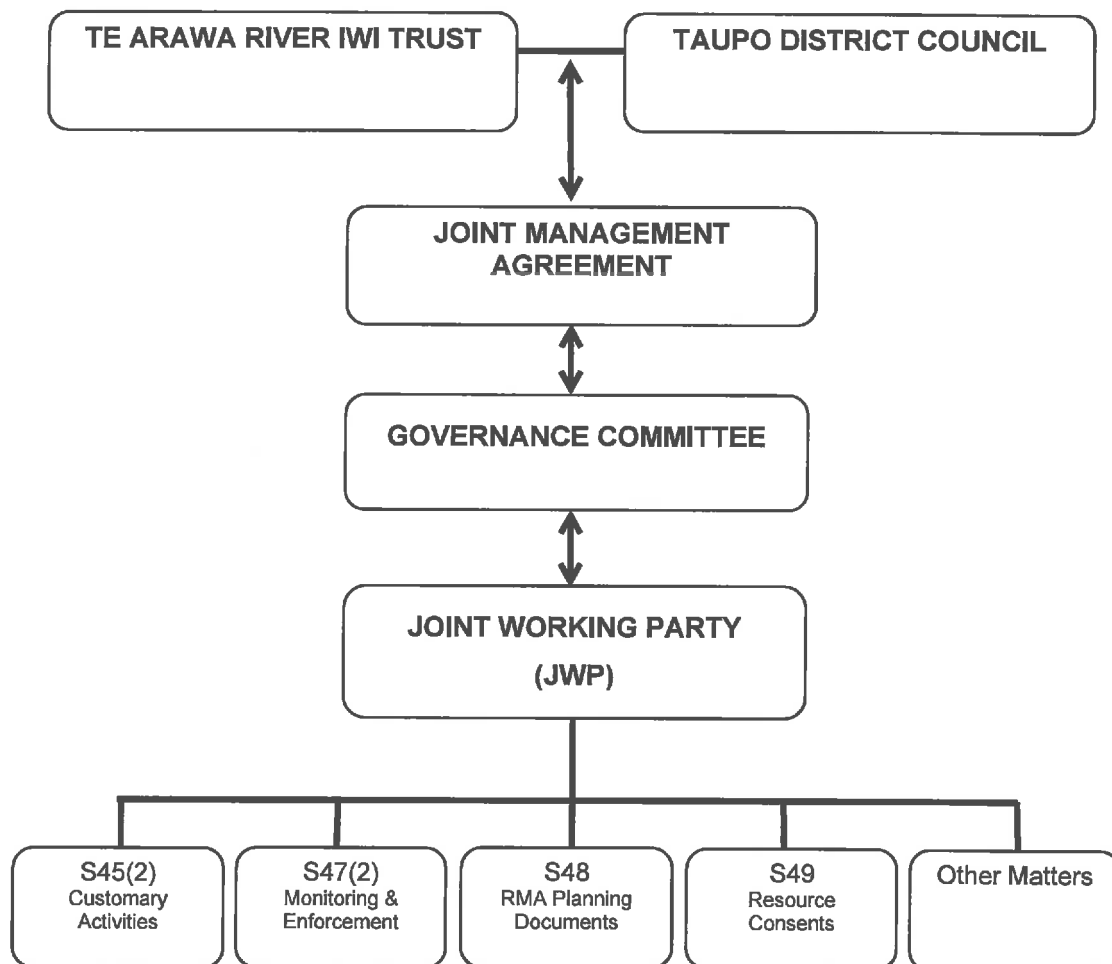 TE ARAWA RIVER IWI TRUST
TAUPO DISTRICT COUNCIL
JOINT MANAGEMENT
AGREEMENT
GOVERNANCE COMMITTEE
JOINT WORKING PARTY
(JWP)
S45(2)
Customary
Activities
S47(2)
Monitoring &
Enforcement
S48
RMA Planning
Documents
S49
Resource
Consents
Other Matters